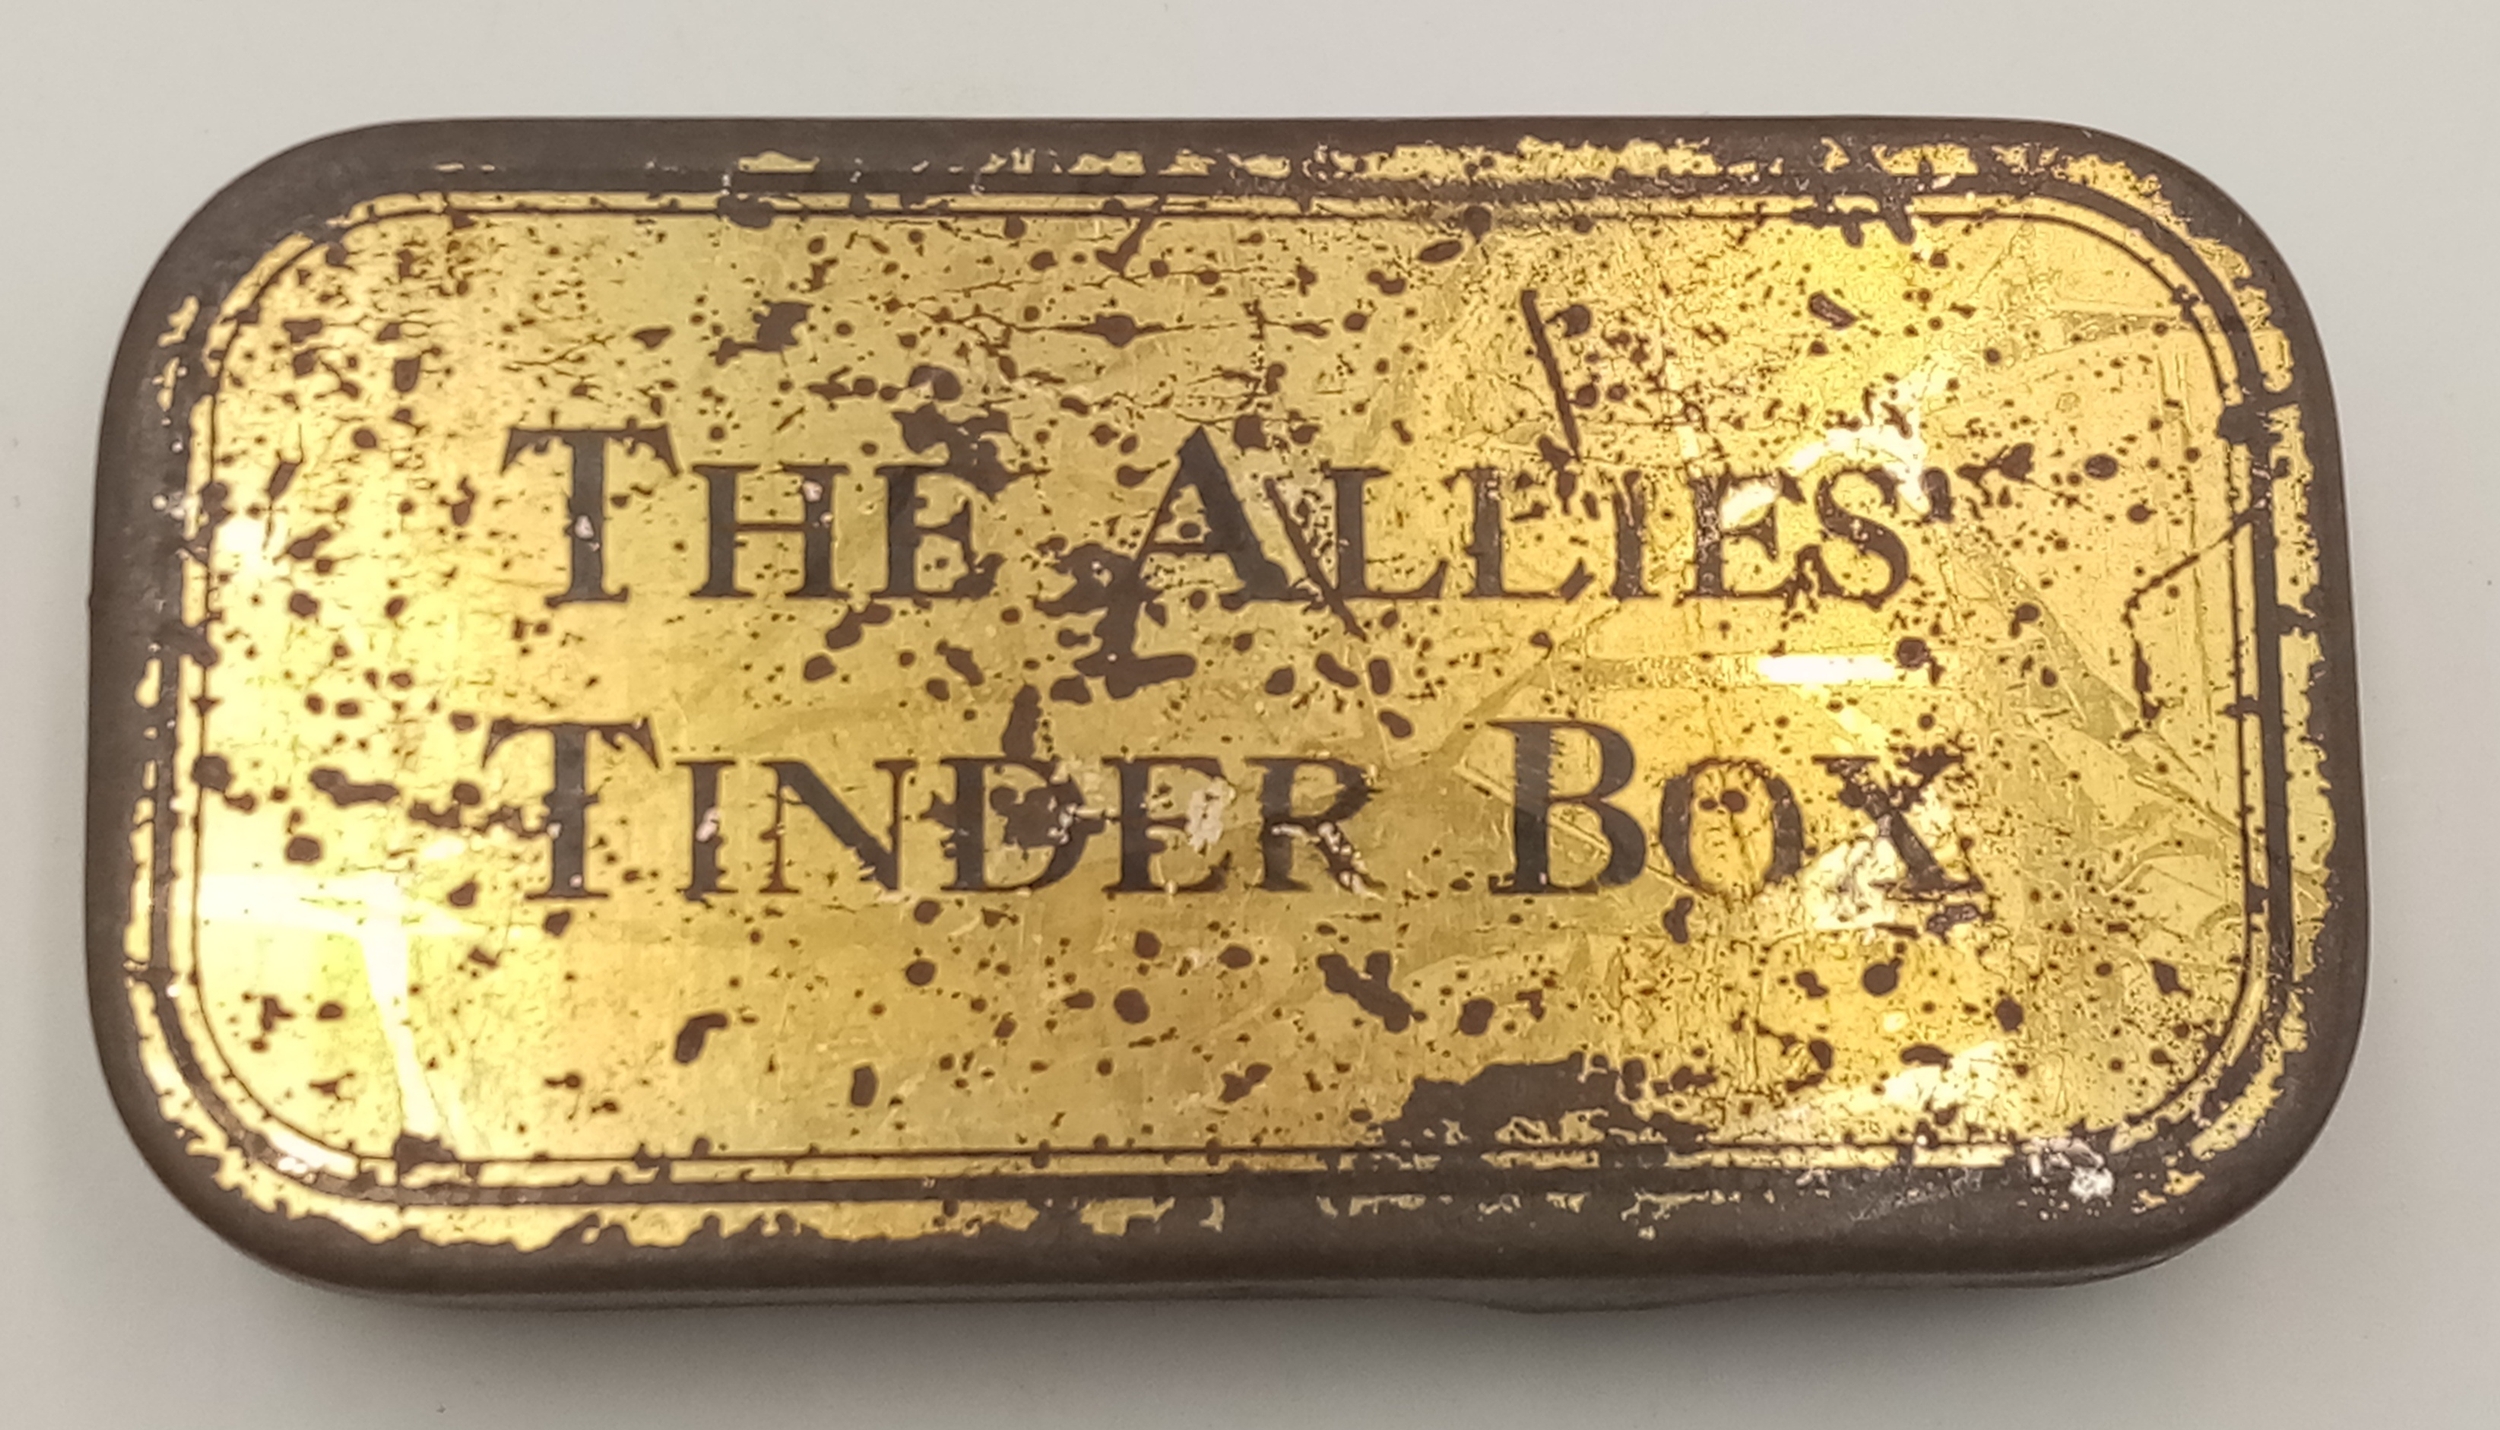 The Allies'
Tinder Box